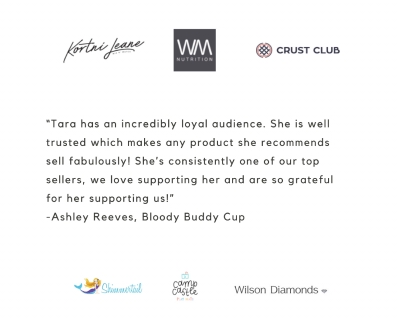 Kortni Jeane
WM
NUTRITION
CRUST CLUB
"Tara has an incredibly loyal audience. She is well
trusted which makes any product she recommends
sell fabulously! She's consistently one of our top
sellers, we love supporting her and are so grateful
for her supporting us!"
-Ashley Reeves, Bloody Buddy Cup
Shimmertail
camp
castle
Wilson Diamonds